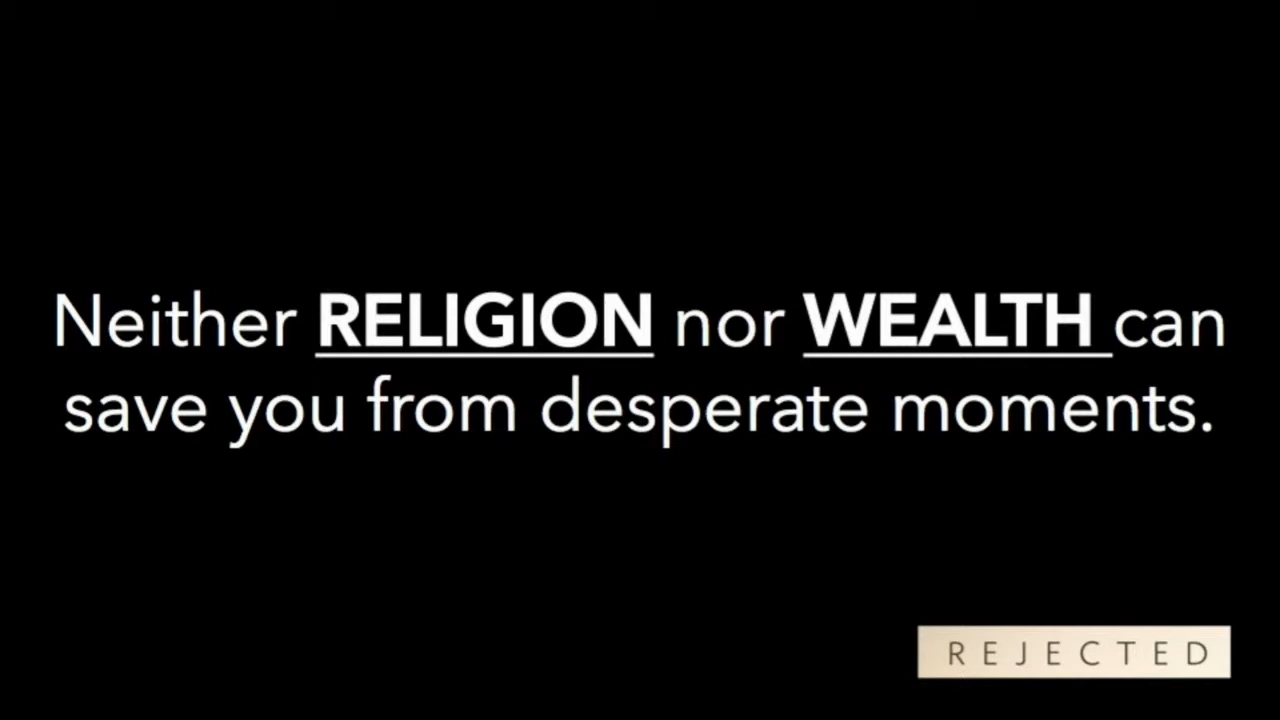 Neither RELIGION nor WEALTH can
save you from desperate moments.
REJECTED